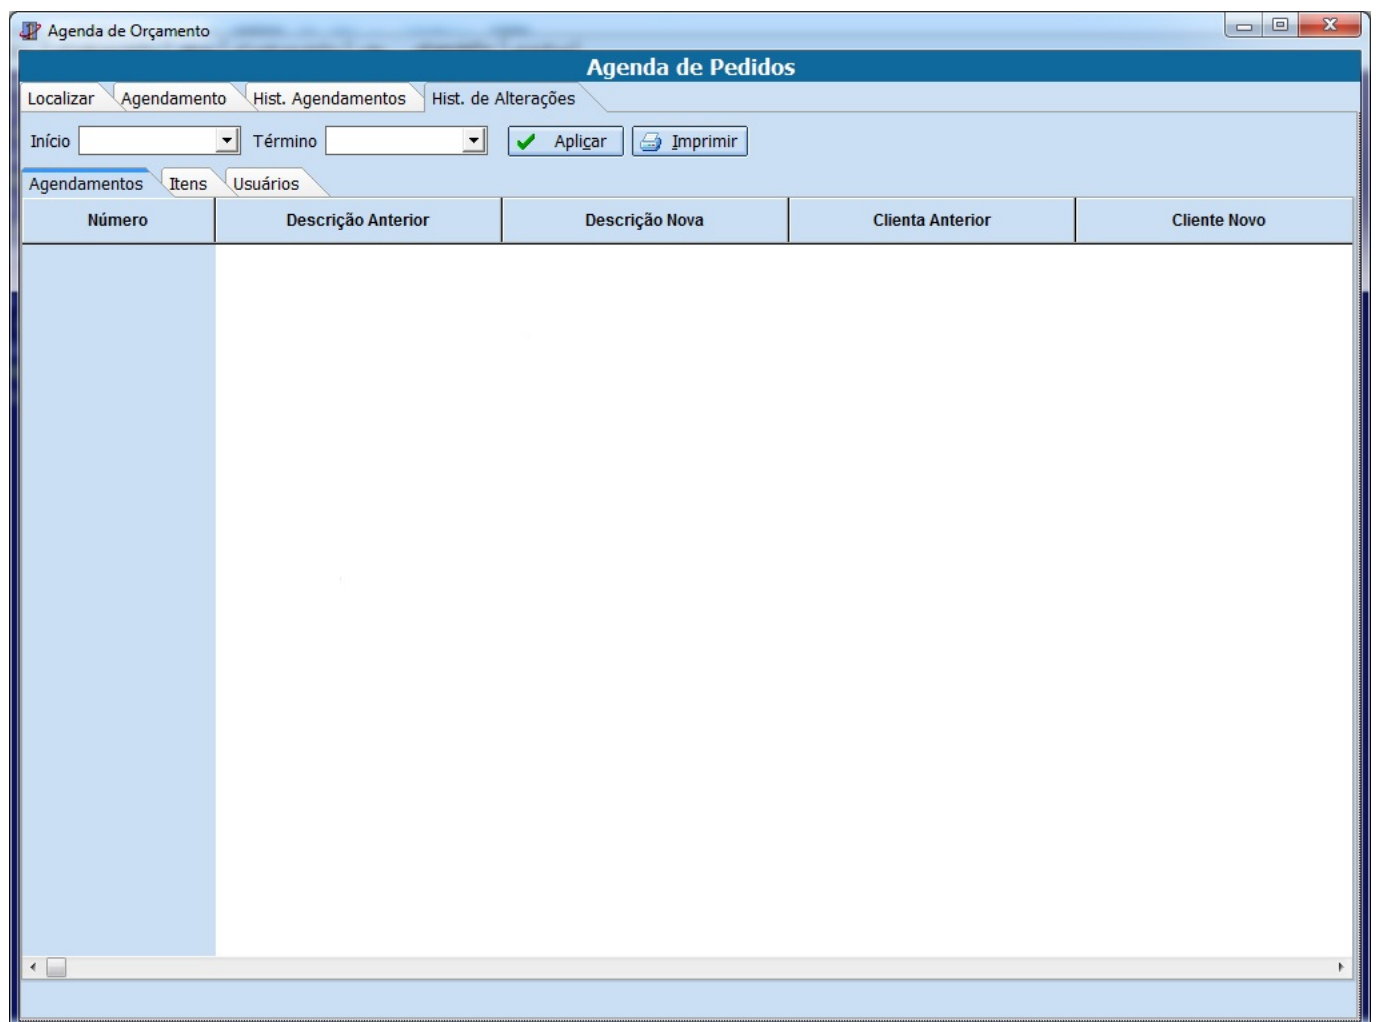 Agenda de Orçamento
Agenda de Pedidos
Localizar Agendamento Hist. Agendamentos Hist. de Alterações
Início Término Aplicar Imprimir
Agendamentos Itens Usuários
Número Descrição Anterior Descrição Nova Clienta Anterior Cliente Novo